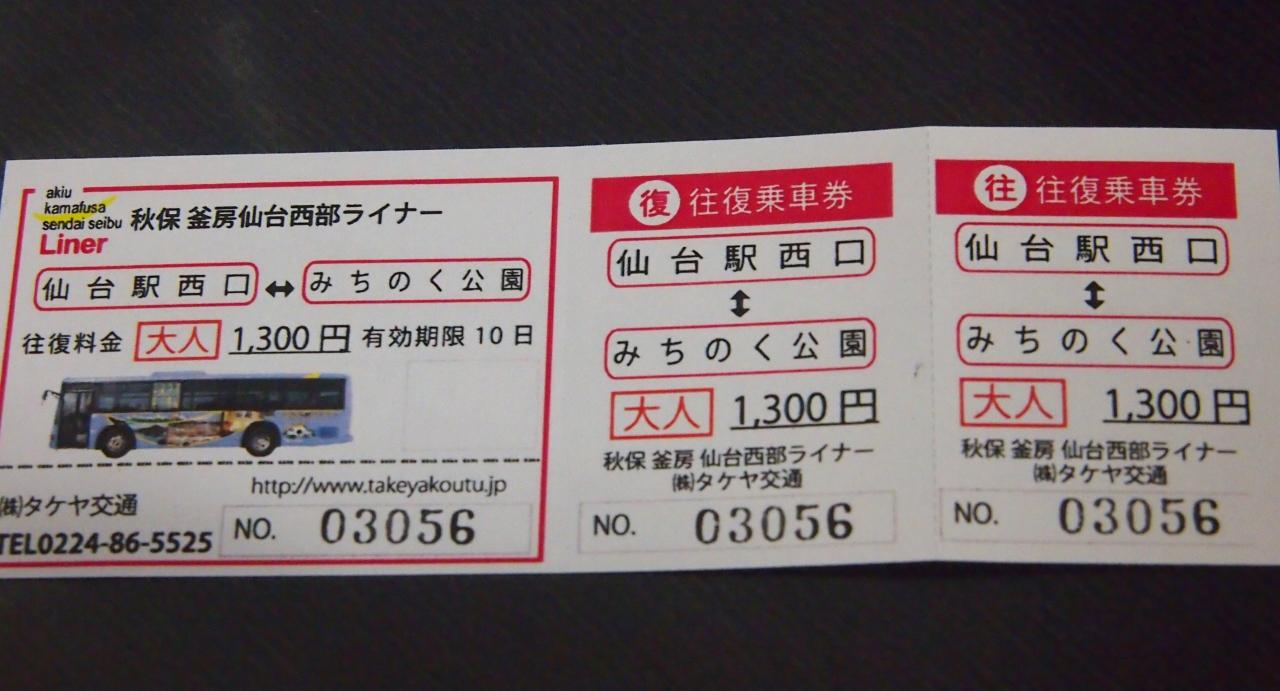 akiu
kamafusa
sendai seibu
Liner
秋保 釜房仙台西部ライナー
仙台駅西口 ↔ みちのく公園
往復料金 大人 1,300円 有効期限10日
http://www.takeyakoutu.jp
㈱タケヤ交通
TEL0224-86-5525
NO. 03056
復 往復乗車券
仙台駅西口
↕
みちのく公園
大人 1,300円
秋保 釜房 仙台西部ライナー
㈱タケヤ交通
NO. 03056
往 往復乗車券
仙台駅西口
↕
みちのく公園
大人 1,300円
秋保 釜房 仙台西部ライナー
㈱タケヤ交通
NO. 03056